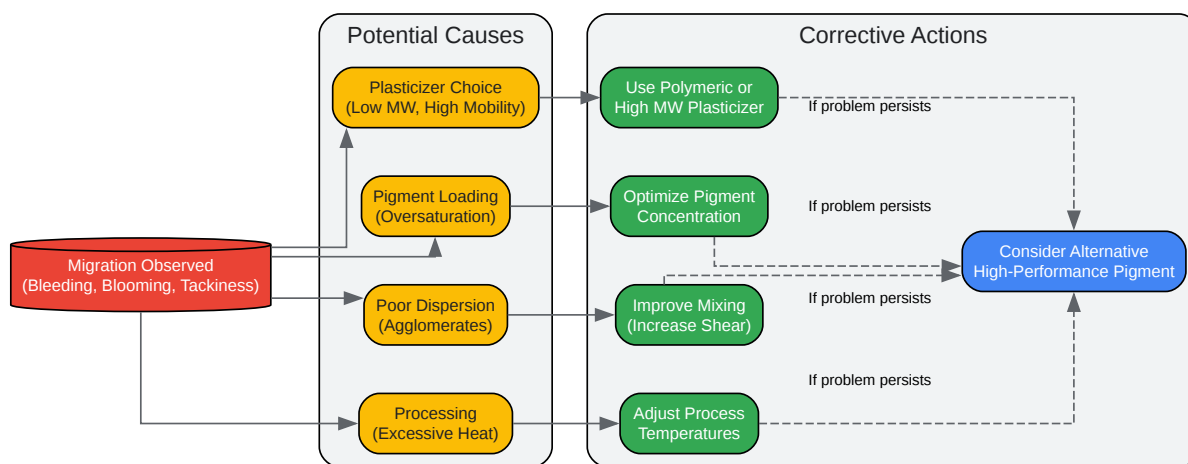 Potential Causes
Corrective Actions
Plasticizer Choice
(Low MW, High Mobility)
Use Polymeric or
High MW Plasticizer
If problem persists
Pigment Loading
(Oversaturation)
Optimize Pigment
Concentration
If problem persists
Migration Observed
(Bleeding, Blooming, Tackiness)
Consider Alternative
High-Performance Pigment
Poor Dispersion
(Agglomerates)
Improve Mixing
(Increase Shear)
If problem persists
If problem persists
Processing
(Excessive Heat)
Adjust Process
Temperatures